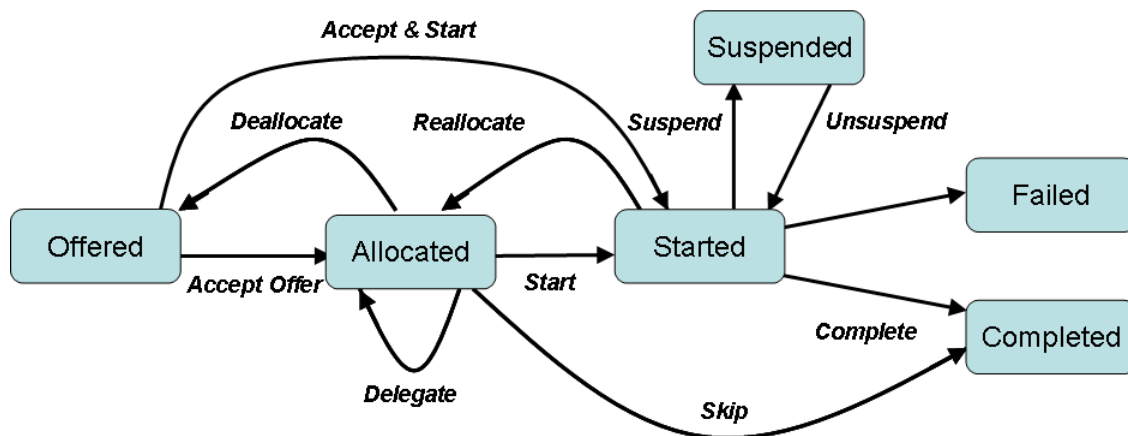 Accept & Start
Suspended
Deallocate
Reallocate
Suspend
Unsuspend
Failed
Offered
Allocated
Started
Accept Offer
Start
Complete
Completed
Delegate
Skip